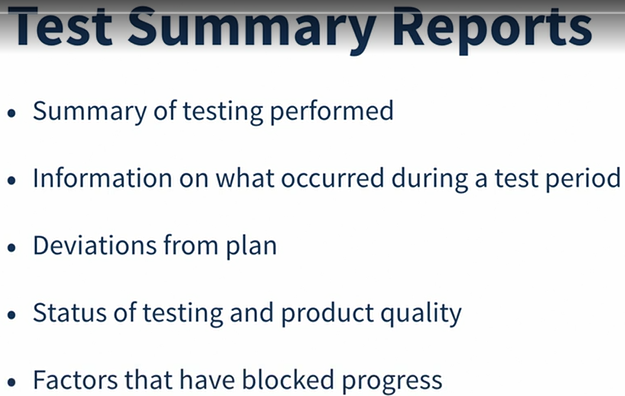 Test Summary Reports
• Summary of testing performed
• Information on what occurred during a test period
• Deviations from plan
• Status of testing and product quality
• Factors that have blocked progress